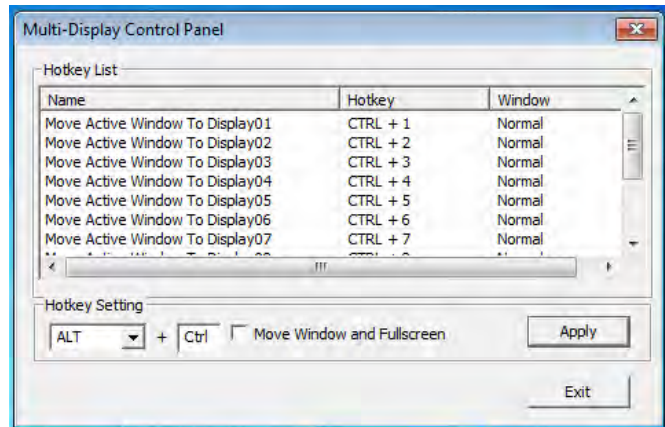 Multi-Display Control Panel
Hotkey List
Name Hotkey Window
Move Active Window To Display01 CTRL + 1 Normal
Move Active Window To Display02 CTRL + 2 Normal
Move Active Window To Display03 CTRL + 3 Normal
Move Active Window To Display04 CTRL + 4 Normal
Move Active Window To Display05 CTRL + 5 Normal
Move Active Window To Display06 CTRL + 6 Normal
Move Active Window To Display07 CTRL + 7 Normal
Hotkey Setting
ALT + Ctrl Move Window and Fullscreen Apply
Exit